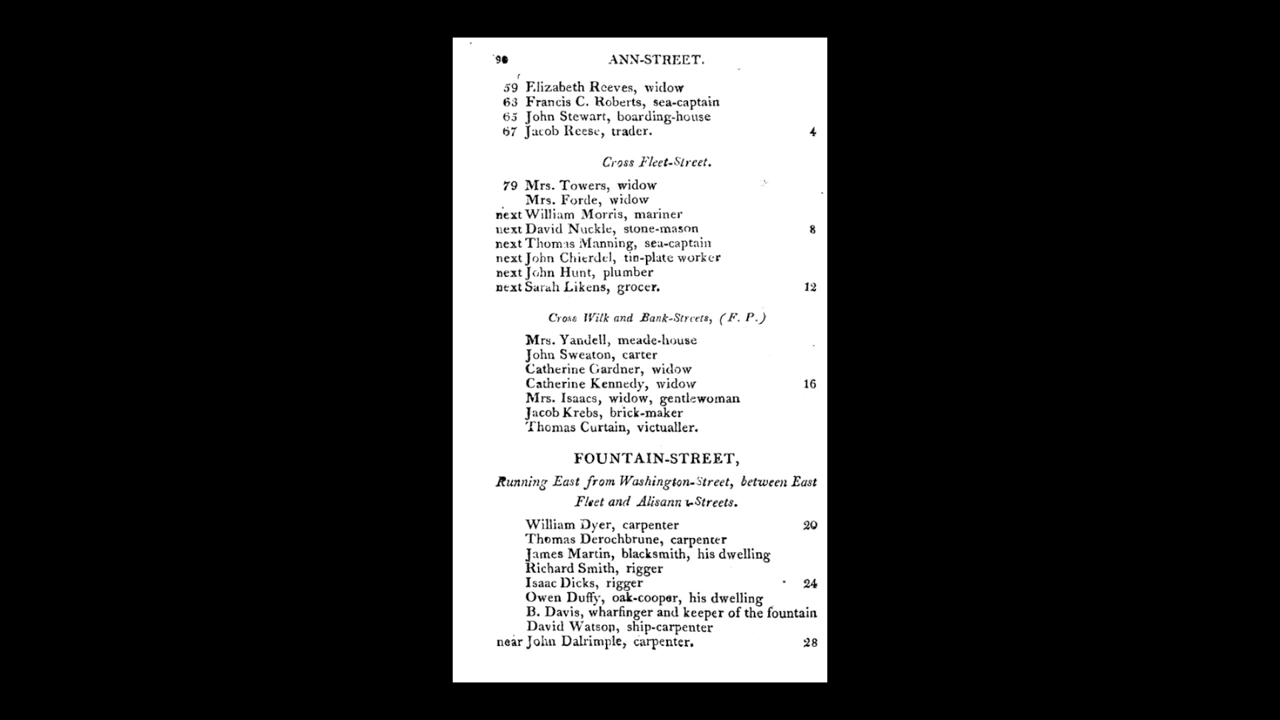 90 ANN-STREET.
59 Elizabeth Reeves, widow
63 Francis C. Roberts, sea-captain
65 John Stewart, boarding-house
67 Jacob Reese, trader. 4
Cross Fleet-Street.
79 Mrs. Towers, widow
Mrs. Forde, widow
next William Morris, mariner
next David Nuckle, stone-mason 8
next Thomas Manning, sea-captain
next John Chierdel, tin-plate worker
next John Hunt, plumber
next Sarah Likens, grocer. 12
Cross Wilk and Bank-Streets, (F. P.)
Mrs. Yandell, meade-house
John Sweaton, carter
Catherine Gardner, widow
Catherine Kennedy, widow 16
Mrs. Isaacs, widow, gentlewoman
Jacob Krebs, brick-maker
Thomas Curtain, victualler.
FOUNTAIN-STREET,
Running East from Washington-Street, between East
Fleet and Alisanna-Streets.
William Dyer, carpenter 20
Thomas Derochbrune, carpenter
James Martin, blacksmith, his dwelling
Richard Smith, rigger
Isaac Dicks, rigger 24
Owen Duffy, oak-cooper, his dwelling
B. Davis, wharfinger and keeper of the fountain
David Watson, ship-carpenter
near John Dalrimple, carpenter. 28